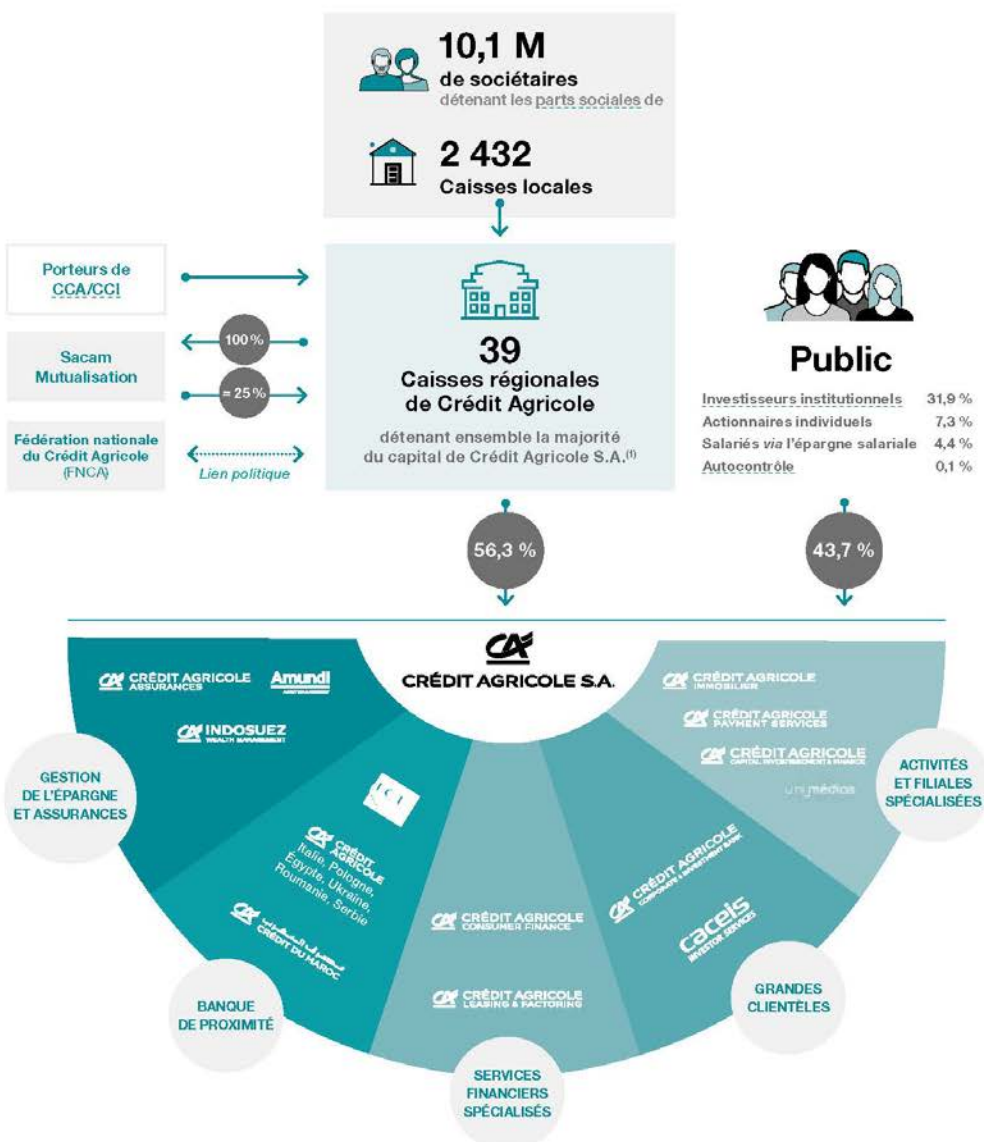 10,1 M
de sociétaires
détenant les parts sociales de
2 432
Caisses locales
Porteurs de
CCA/CCI
Sacam
Mutualisation
Fédération nationale
du Crédit Agricole
(FNCA)
100 %
= 25 %
Lien politique
39
Caisses régionales
de Crédit Agricole
détenant ensemble la majorité
du capital de Crédit Agricole S.A.(1)
Public
Investisseurs institutionnels 31,9 %
Actionnaires individuels 7,3 %
Salariés via l'épargne salariale 4,4 %
Autocontrôle 0,1 %
56,3 %
43,7 %
CRÉDIT AGRICOLE S.A.
CRÉDIT AGRICOLE
ASSURANCES
Amundi
INDOSUEZ
WEALTH MANAGEMENT
GESTION
DE L'ÉPARGNE
ET ASSURANCES
LCL
CRÉDIT
AGRICOLE
Italie, Pologne,
Égypte, Ukraine,
Roumanie, Serbie
CRÉDIT DU MAROC
BANQUE
DE PROXIMITÉ
CRÉDIT AGRICOLE
CONSUMER FINANCE
CRÉDIT AGRICOLE
LEASING & FACTORING
SERVICES
FINANCIERS
SPÉCIALISÉS
CRÉDIT AGRICOLE
CORPORATE & INVESTMENT BANK
caceis
INVESTOR SERVICES
GRANDES
CLIENTÈLES
CRÉDIT AGRICOLE
IMMOBILIER
CRÉDIT AGRICOLE
PAYMENT SERVICES
CRÉDIT AGRICOLE
CAPITAL INVESTISSEMENT & FINANCE
unimédias
ACTIVITÉS
ET FILIALES
SPÉCIALISÉES